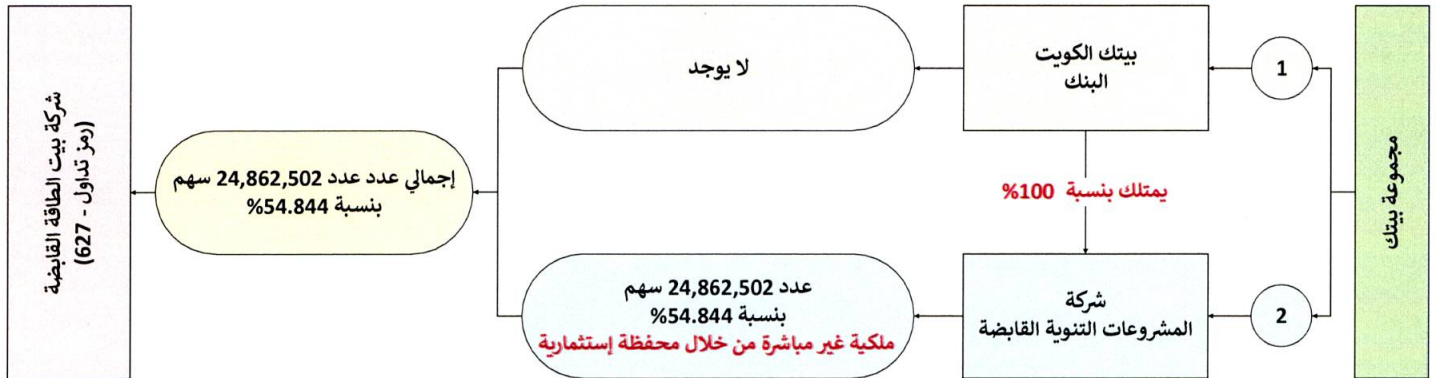 مجموعة بيتك
1
بيتك الكويت
البنك
لا يوجد
يمتلك بنسبة 100%
2
شركة
المشروعات التنوية القابضة
عدد 24,862,502 سهم
بنسبة 54.844%
ملكية غير مباشرة من خلال محفظة إستثمارية
إجمالي عدد عدد 24,862,502 سهم
بنسبة 54.844%
شركة بيت الطاقة القابضة
(رمز تداول - 627)